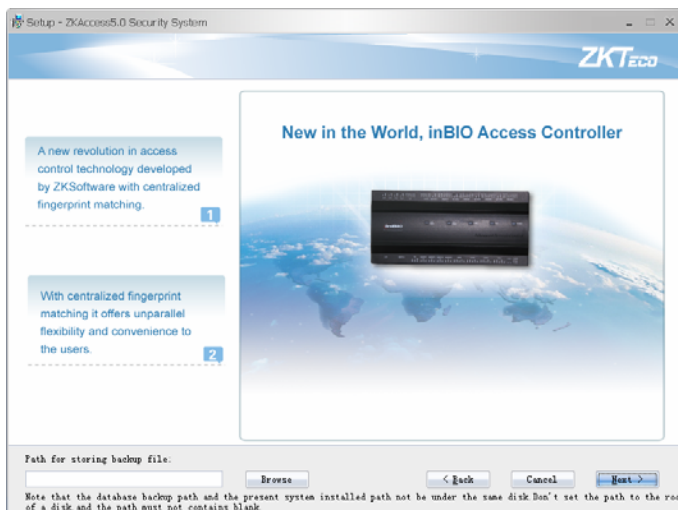 Setup - ZKAccess5.0 Security System
ZKTeco
New in the World, inBIO Access Controller
A new revolution in access
control technology developed
by ZKSoftware with centralized
fingerprint matching.
1
With centralized fingerprint
matching it offers unparallel
flexibility and convenience to
the users.
2
Path for storing backup file:
Browse
< Back
Cancel
Next >
Note that the database backup path and the present system installed path not be under the same disk.Don't set the path to the roo
of a disk and the path must not contains blank.